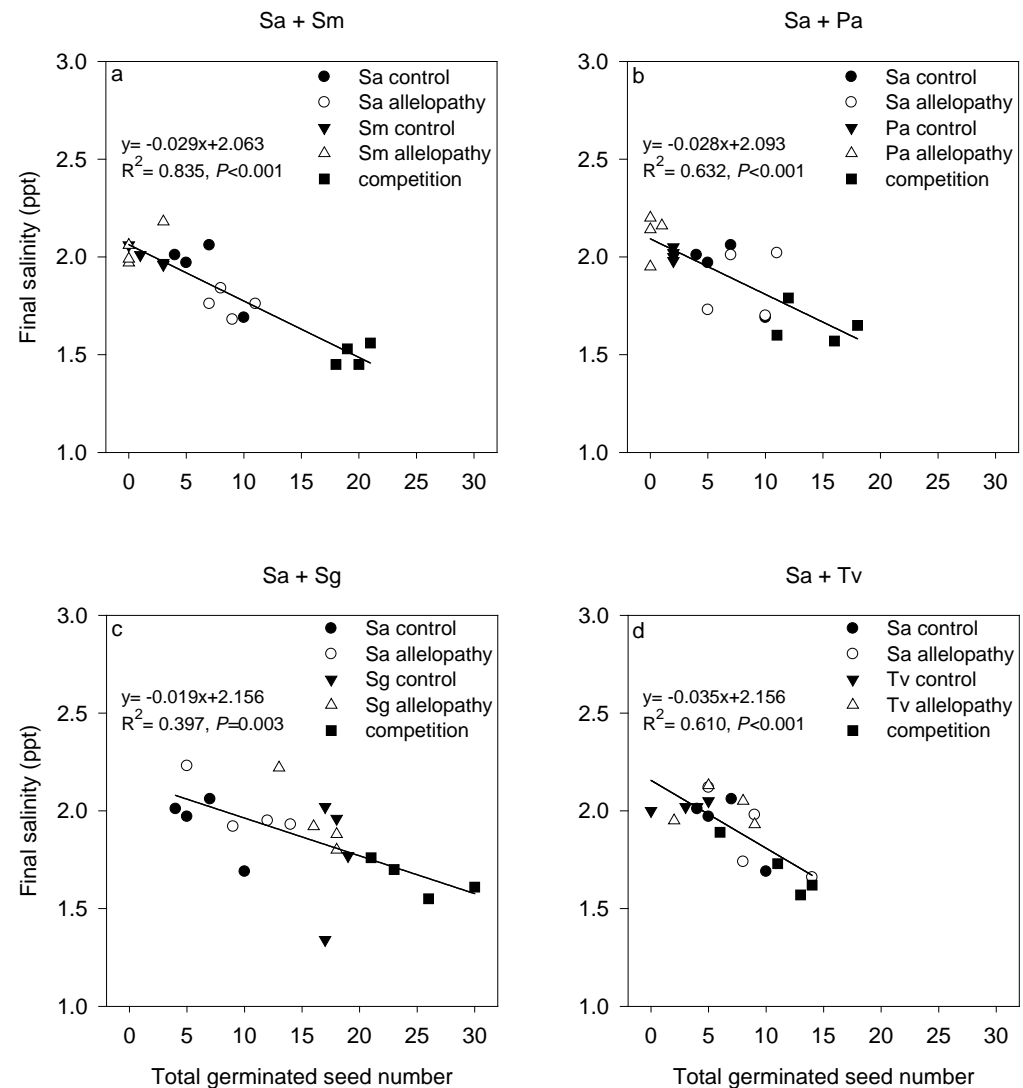 Sa + Sm
a
Sa control
Sa allelopathy
Sm control
Sm allelopathy
competition
y= -0.029x+2.063
R²= 0.835, P<0.001
3.0
2.5
2.0
1.5
1.0
Final salinity (ppt)
0 5 10 15 20 25 30
Sa + Pa
b
Sa control
Sa allelopathy
Pa control
Pa allelopathy
competition
y= -0.028x+2.093
R²= 0.632, P<0.001
3.0
2.5
2.0
1.5
1.0
0 5 10 15 20 25 30
Sa + Sg
c
Sa control
Sa allelopathy
Sg control
Sg allelopathy
competition
y= -0.019x+2.156
R²= 0.397, P=0.003
3.0
2.5
2.0
1.5
1.0
Final salinity (ppt)
0 5 10 15 20 25 30
Total germinated seed number
Sa + Tv
d
Sa control
Sa allelopathy
Tv control
Tv allelopathy
competition
y= -0.035x+2.156
R²= 0.610, P<0.001
3.0
2.5
2.0
1.5
1.0
0 5 10 15 20 25 30
Total germinated seed number